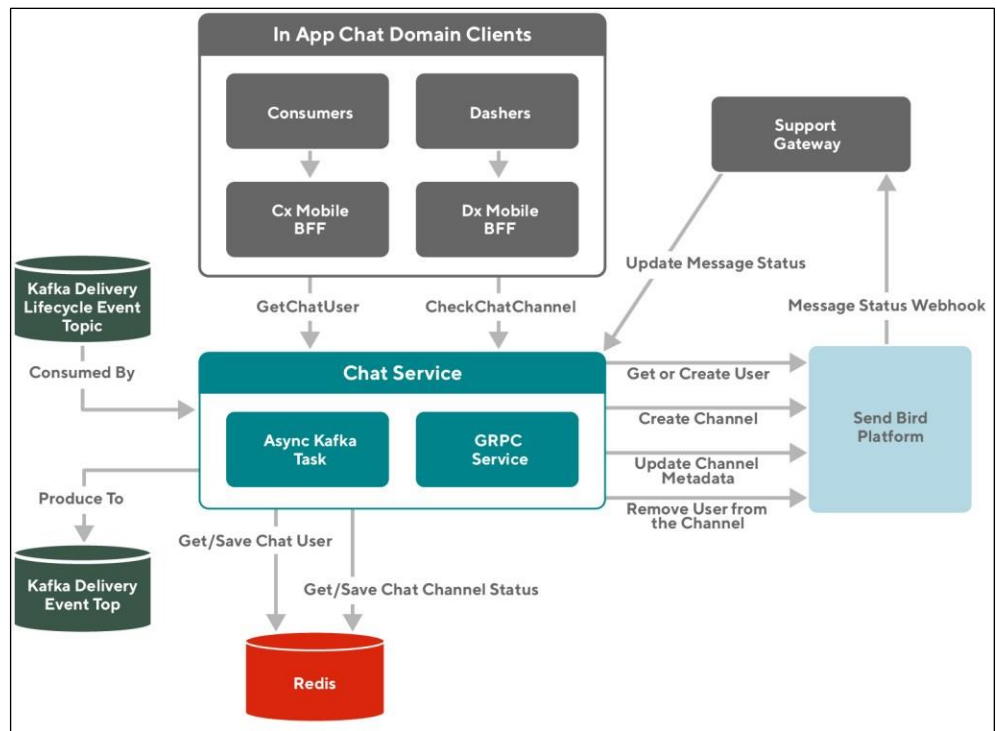 In App Chat Domain Clients
Consumers
Dashers
Cx Mobile
BFF
Dx Mobile
BFF
Support
Gateway
Kafka Delivery
Lifecycle Event
Topic
GetChatUser
CheckChatChannel
Update Message Status
Message Status Webhook
Consumed By
Chat Service
Async Kafka
Task
GRPC
Service
Get or Create User
Create Channel
Update Channel
Metadata
Remove User from
the Channel
Send Bird
Platform
Produce To
Kafka Delivery
Event Top
Get/Save Chat User
Get/Save Chat Channel Status
Redis